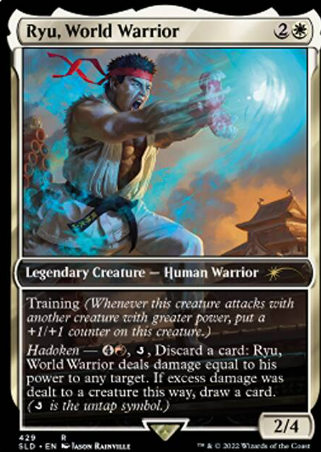 Ryu, World Warrior 2
Legendary Creature — Human Warrior
Training (Whenever this creature attacks with
another creature with greater power, put a
+1/+1 counter on this creature.)
Hadoken — 4, , Discard a card: Ryu,
World Warrior deals damage equal to his
power to any target. If excess damage was
dealt to a creature this way, draw a card.
( is the untap symbol.)
2/4
429 R
SLD • EN JASON RAINVILLE ™ & © 2022 Wizards of the Coast